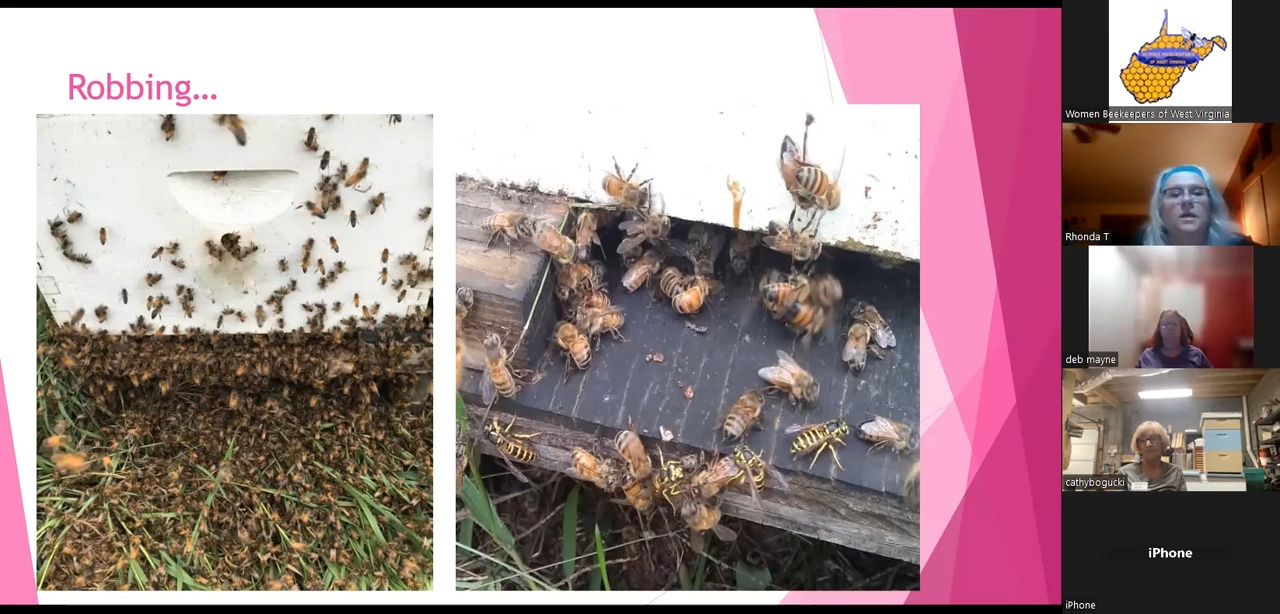 Robbing...
Women Beekeepers of West Virginia
Rhonda T
deb mayne
cathybogucki
iPhone
iPhone